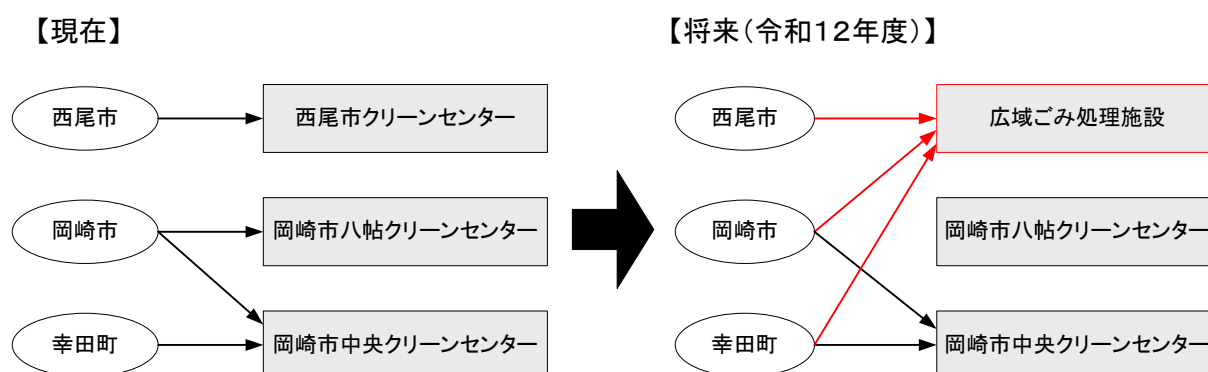 【現在】
西尾市
西尾市クリーンセンター
岡崎市
岡崎市八帖クリーンセンター
幸田町
岡崎市中央クリーンセンター
【将来(令和12年度)】
西尾市
広域ごみ処理施設
岡崎市
岡崎市八帖クリーンセンター
幸田町
岡崎市中央クリーンセンター